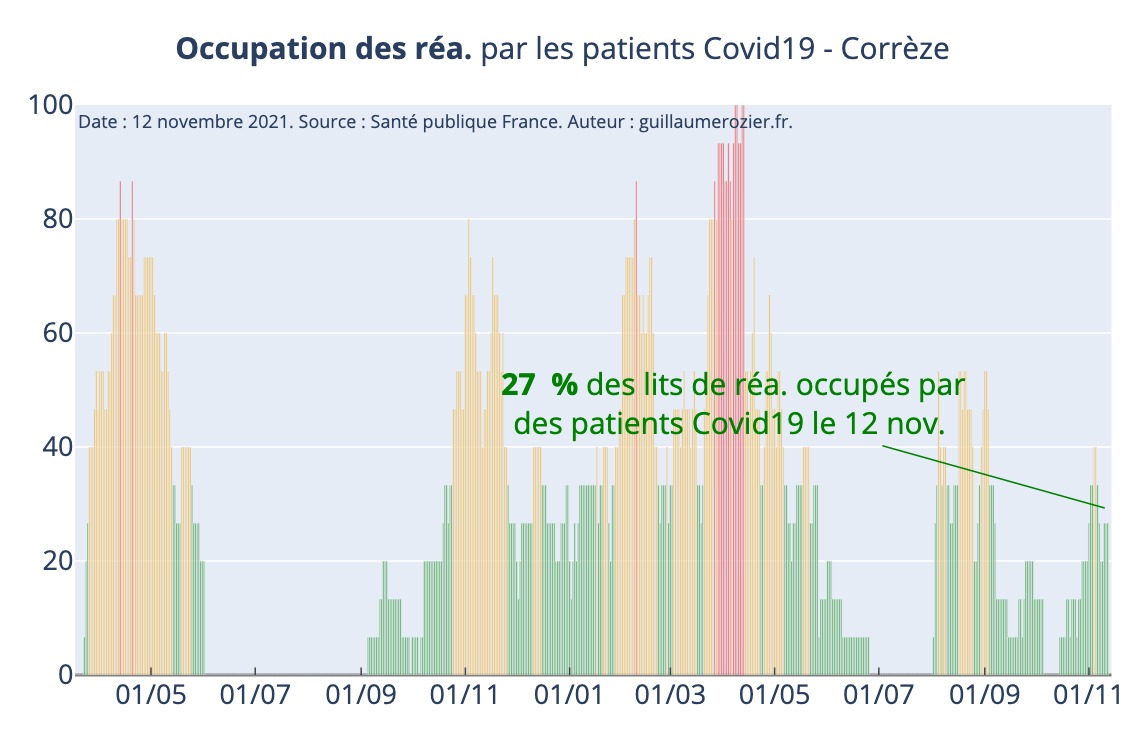 Occupation des réa. par les patients Covid19 - Corrèze
100
Date : 12 novembre 2021. Source : Santé publique France. Auteur : guillaumerozier.fr.
80
60
27 % des lits de réa. occupés par
des patients Covid19 le 12 nov.
40
20
0
01/05 01/07 01/09 01/11 01/01 01/03 01/05 01/07 01/09 01/11